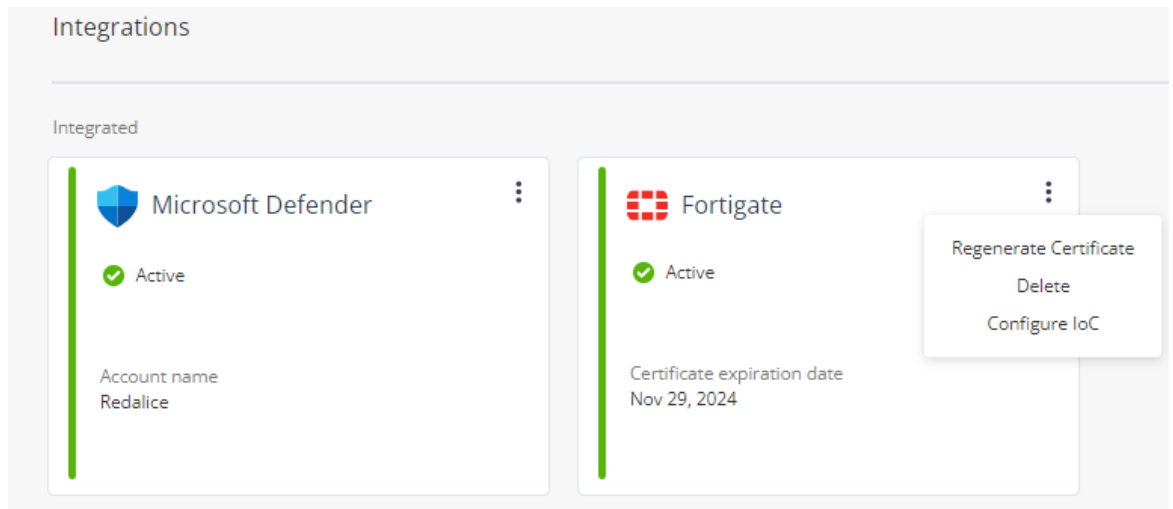 Integrations
Integrated
Microsoft Defender
Active
Account name
Redalice
Fortigate
Active
Certificate expiration date
Nov 29, 2024
Regenerate Certificate
Delete
Configure IoC